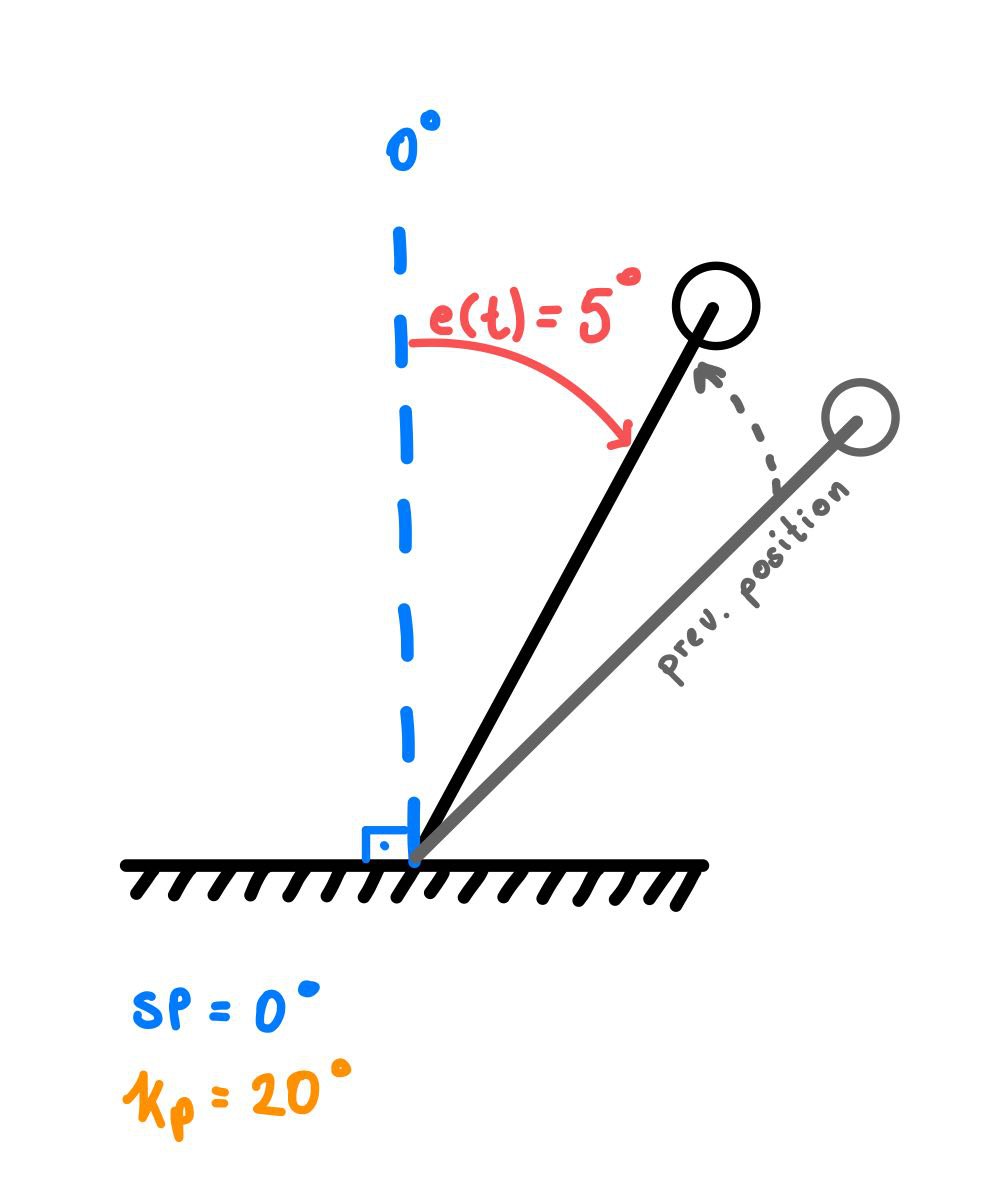 0°
e(t) = 5°
prev. position
SP = 0°
Kp = 20°